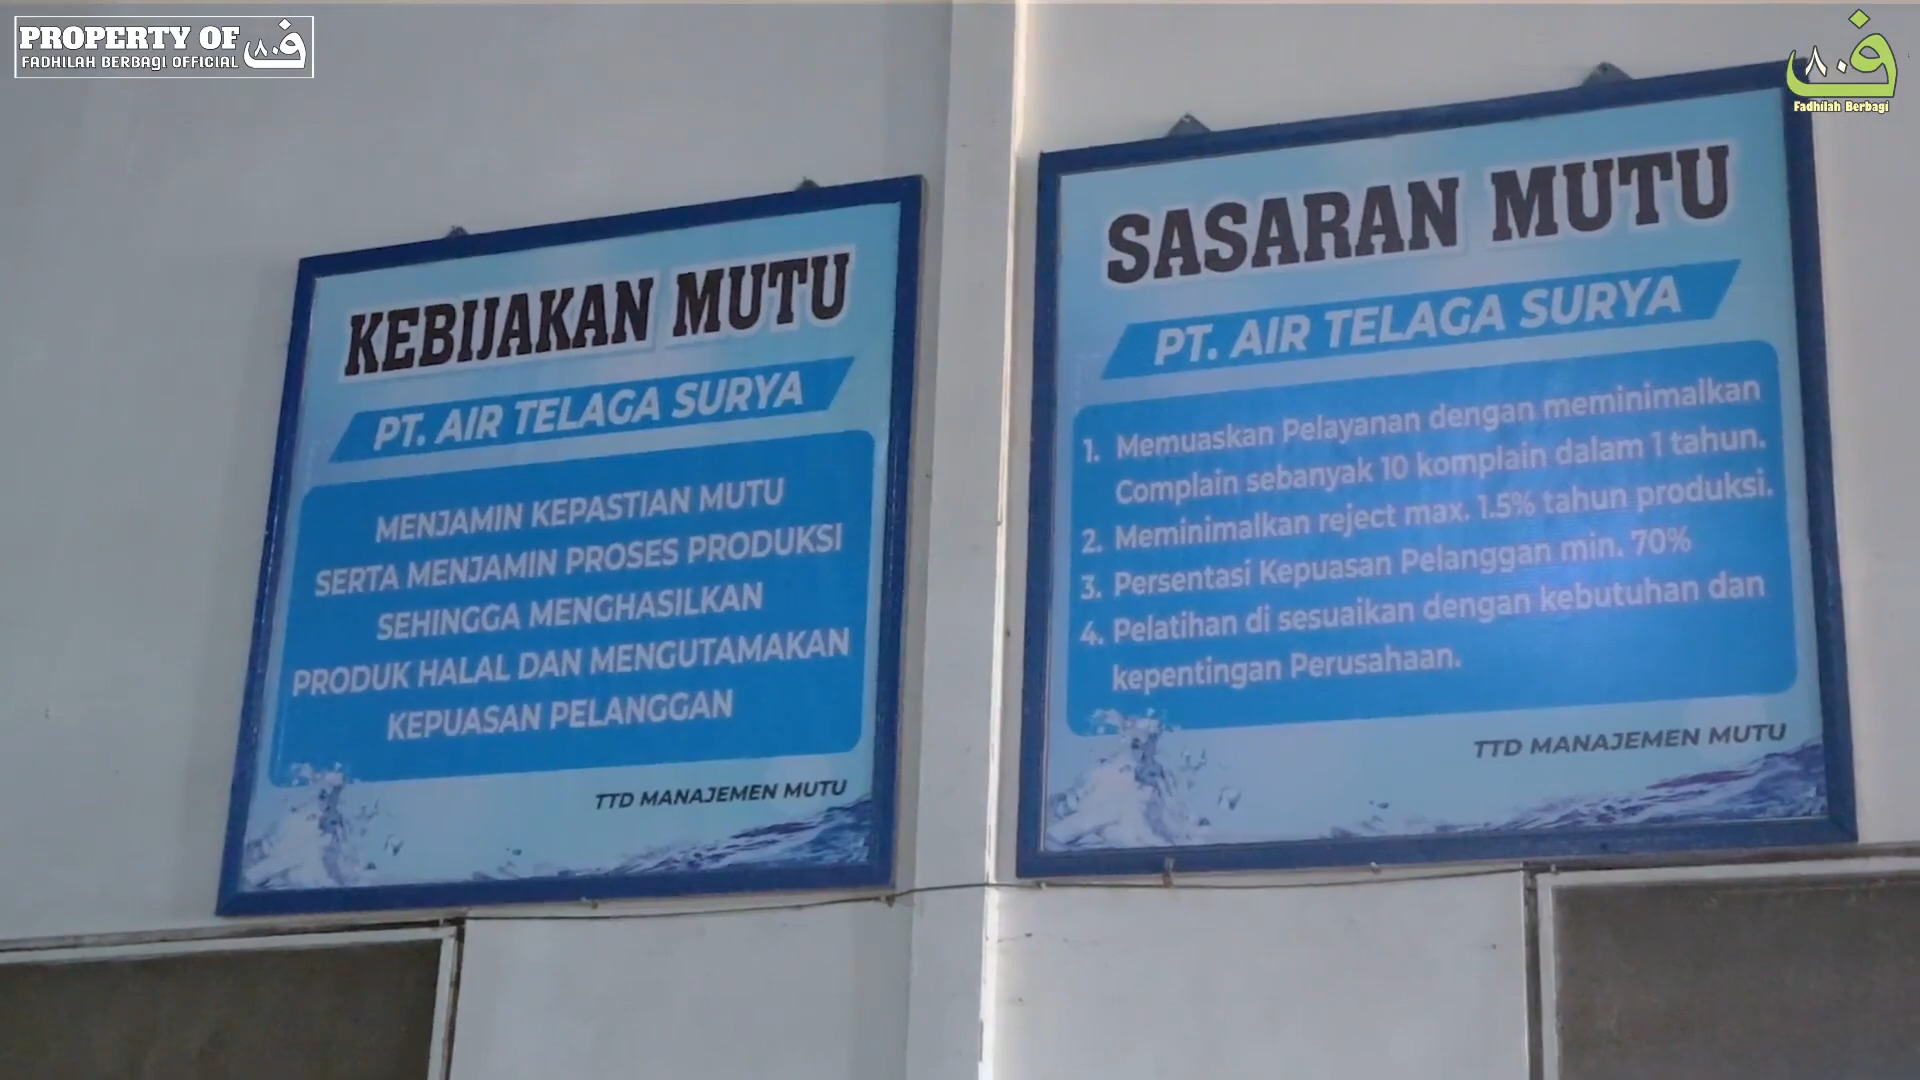 PROPERTY OF
FADHILAH BERBAGI OFFICIAL
Fadhilah Berbagi
KEBIJAKAN MUTU
PT. AIR TELAGA SURYA
MENJAMIN KEPASTIAN MUTU
SERTA MENJAMIN PROSES PRODUKSI
SEHINGGA MENGHASILKAN
PRODUK HALAL DAN MENGUTAMAKAN
KEPUASAN PELANGGAN
TTD MANAJEMEN MUTU
SASARAN MUTU
PT. AIR TELAGA SURYA
1. Memuaskan Pelayanan dengan meminimalkan
Complain sebanyak 10 komplain dalam 1 tahun.
2. Meminimalkan reject max. 1.5% tahun produksi.
3. Persentasi Kepuasan Pelanggan min. 70%
4. Pelatihan di sesuaikan dengan kebutuhan dan
kepentingan Perusahaan.
TTD MANAJEMEN MUTU